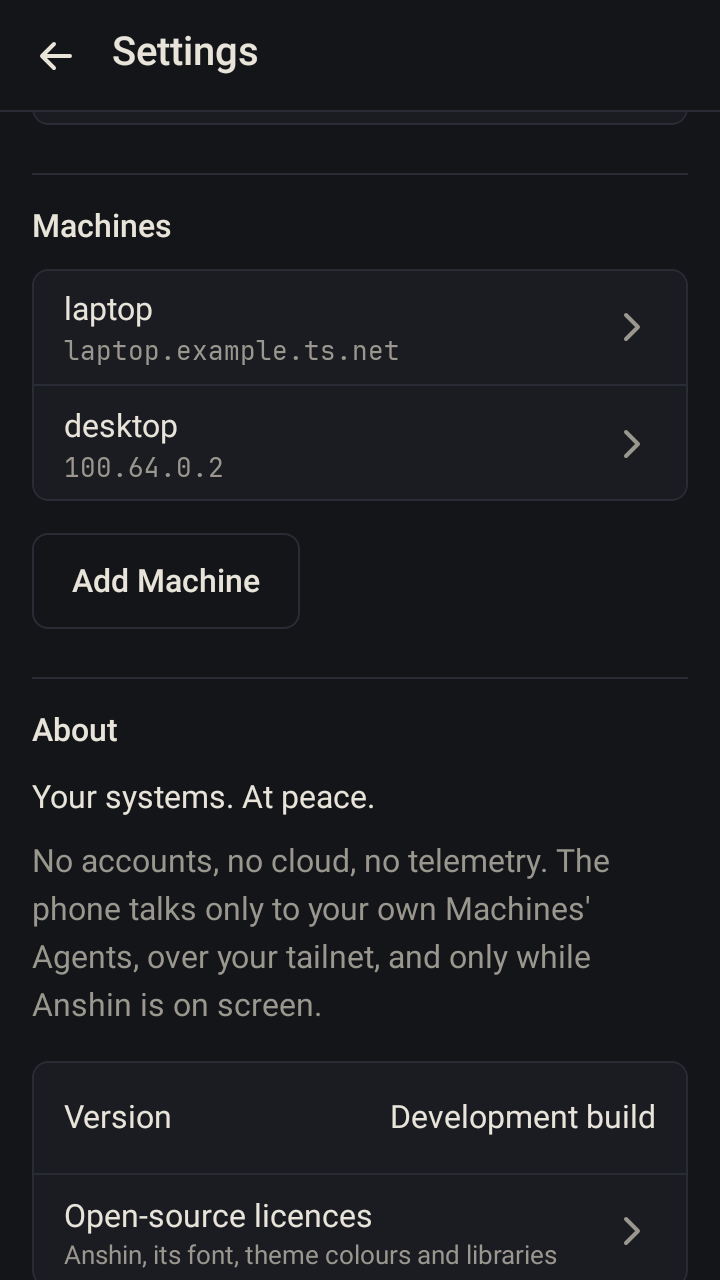 Settings
Machines
laptop
laptop.example.ts.net
desktop
100.64.0.2
Add Machine
About
Your systems. At peace.
No accounts, no cloud, no telemetry. The
phone talks only to your own Machines'
Agents, over your tailnet, and only while
Anshin is on screen.
Version
Development build
Open-source licences
Anshin, its font, theme colours and libraries